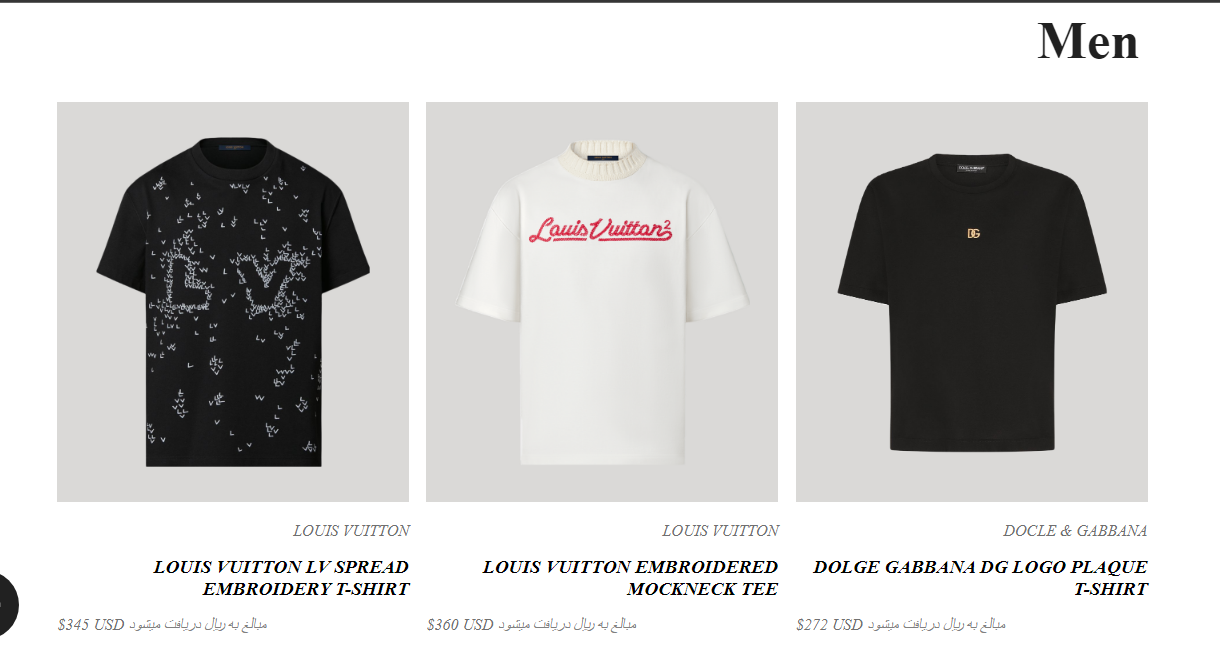 Men
LV
Louis Vuitton²
DG
LOUIS VUITTON
LOUIS VUITTON LV SPREAD
EMBROIDERY T-SHIRT
$345 USD مبالغ به ریال دریافت میشود
LOUIS VUITTON
LOUIS VUITTON EMBROIDERED
MOCKNECK TEE
$360 USD مبالغ به ریال دریافت میشود
DOCLE & GABBANA
DOLGE GABBANA DG LOGO PLAQUE
T-SHIRT
$272 USD مبالغ به ریال دریافت میشود